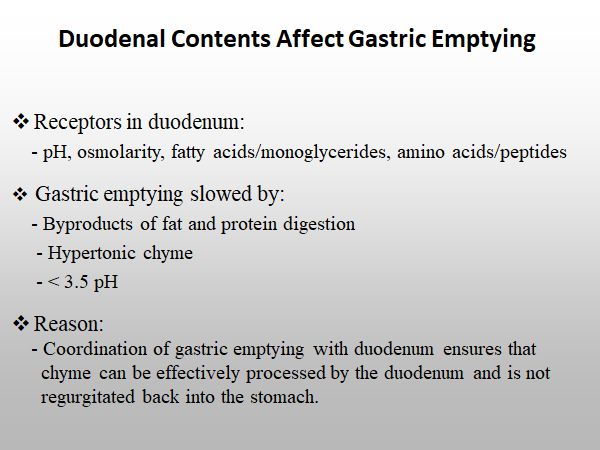 Duodenal Contents Affect Gastric Emptying
❖ Receptors in duodenum:
- pH, osmolarity, fatty acids/monoglycerides, amino acids/peptides
❖ Gastric emptying slowed by:
- Byproducts of fat and protein digestion
- Hypertonic chyme
- < 3.5 pH
❖ Reason:
- Coordination of gastric emptying with duodenum ensures that
chyme can be effectively processed by the duodenum and is not
regurgitated back into the stomach.